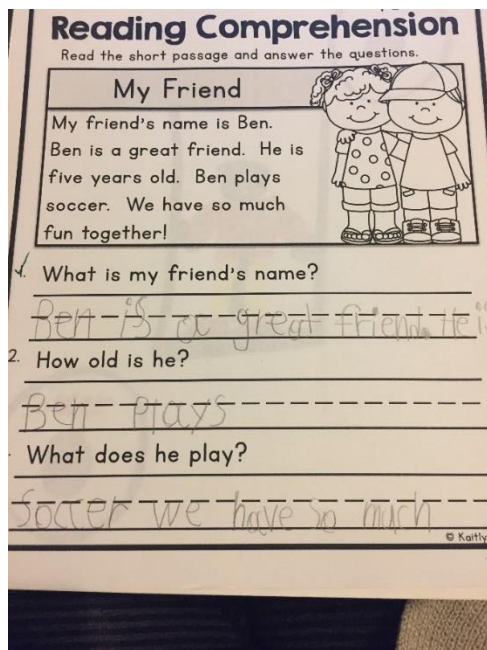 Reading Comprehension
Read the short passage and answer the questions.
My Friend
My friend's name is Ben.
Ben is a great friend. He is
five years old. Ben plays
soccer. We have so much
fun together!
1. What is my friend's name?
Ben is a great friend. He is
2. How old is he?
Ben plays
What does he play?
Soccer we have so much
© Kaitly